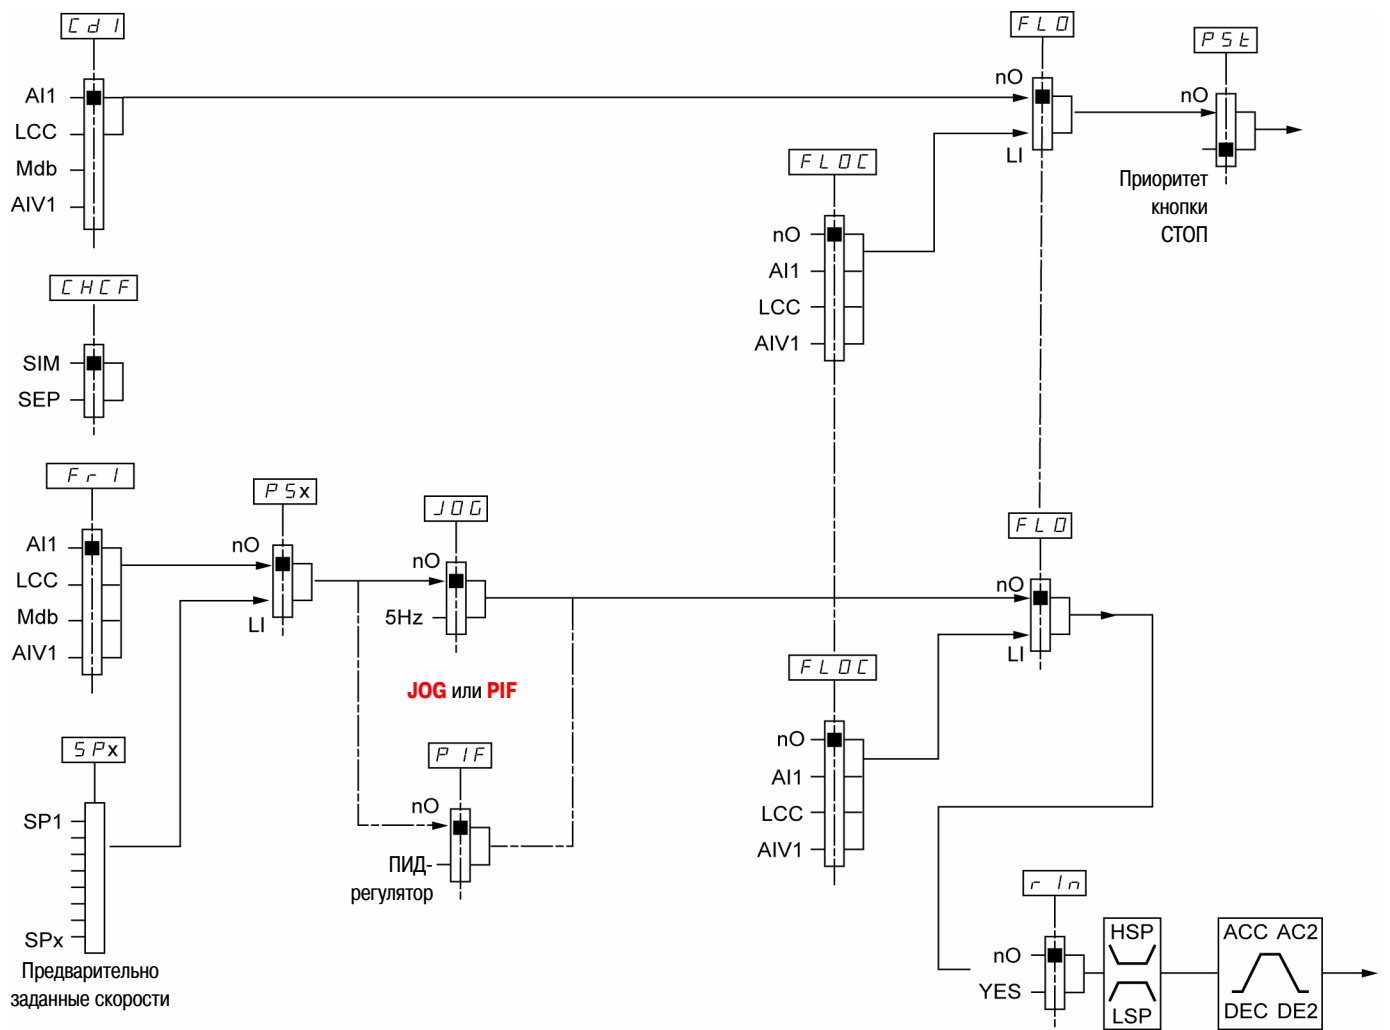 Cd1
AI1
LCC
Mdb
AIV1
CHCF
SIM
SEP
Fr1
AI1
LCC
Mdb
AIV1
SPx
SP1
SPx
Предварительно
заданные скорости
PSx
nO
LI
JOG
nO
5Hz
JOG или PIF
PIF
nO
ПИД-
регулятор
FLOC
nO
AI1
LCC
AIV1
FLO
nO
LI
PSt
nO
Приоритет
кнопки
СТОП
FLO
nO
LI
FLOC
nO
AI1
LCC
AIV1
rIn
nO
YES
HSP
LSP
ACC AC2
DEC DE2